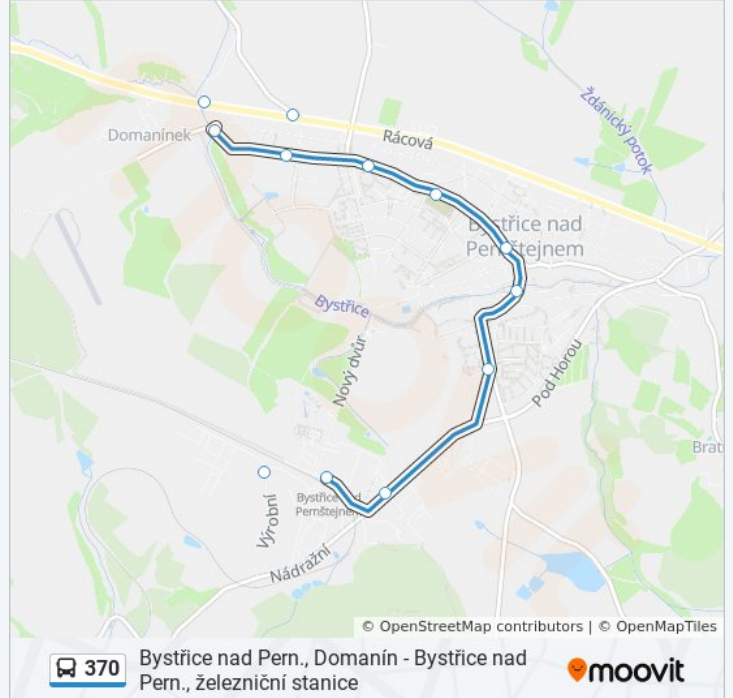 Ždánický potok
Domanínek
Rácová
Bystřice nad
Pernštejnem
Bystřice
Nový dvůr
Pod Horou
Brat
Bystřice nad
Pernštejnem
Výrobní
Nádražní
© OpenStreetMap contributors | © OpenMapTiles
370
Bystřice nad Pern., Domanín - Bystřice nad
Pern., železniční stanice
moovit